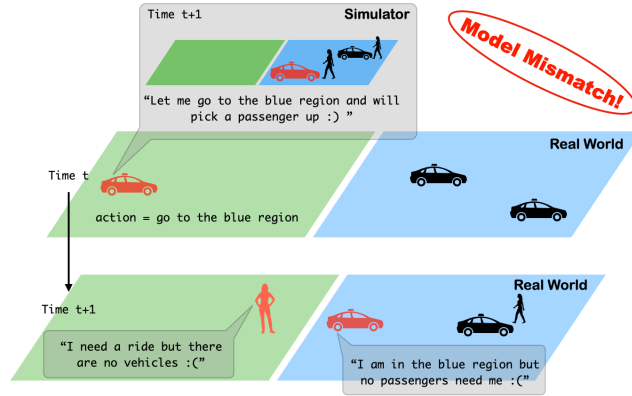 Time t+1
Simulator
“Let me go to the blue region and will
pick a passenger up :) ”
Model Mismatch!
Real World
Time t
action = go to the blue region
Real World
Time t+1
“I need a ride but there
are no vehicles :(”
“I am in the blue region but
no passengers need me :(”